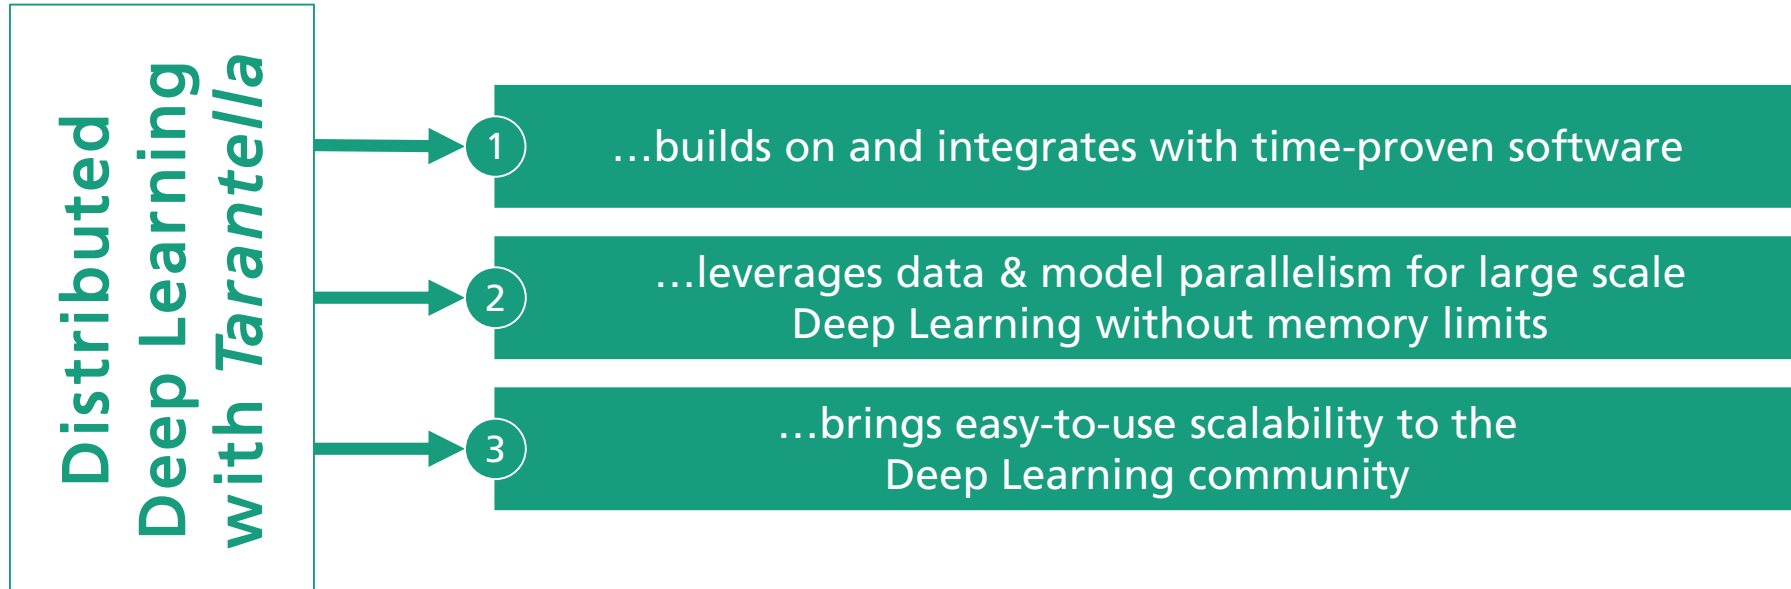 Distributed
Deep Learning
with Tarantella
1
…builds on and integrates with time-proven software
2
…leverages data & model parallelism for large scale
Deep Learning without memory limits
3
…brings easy-to-use scalability to the
Deep Learning community